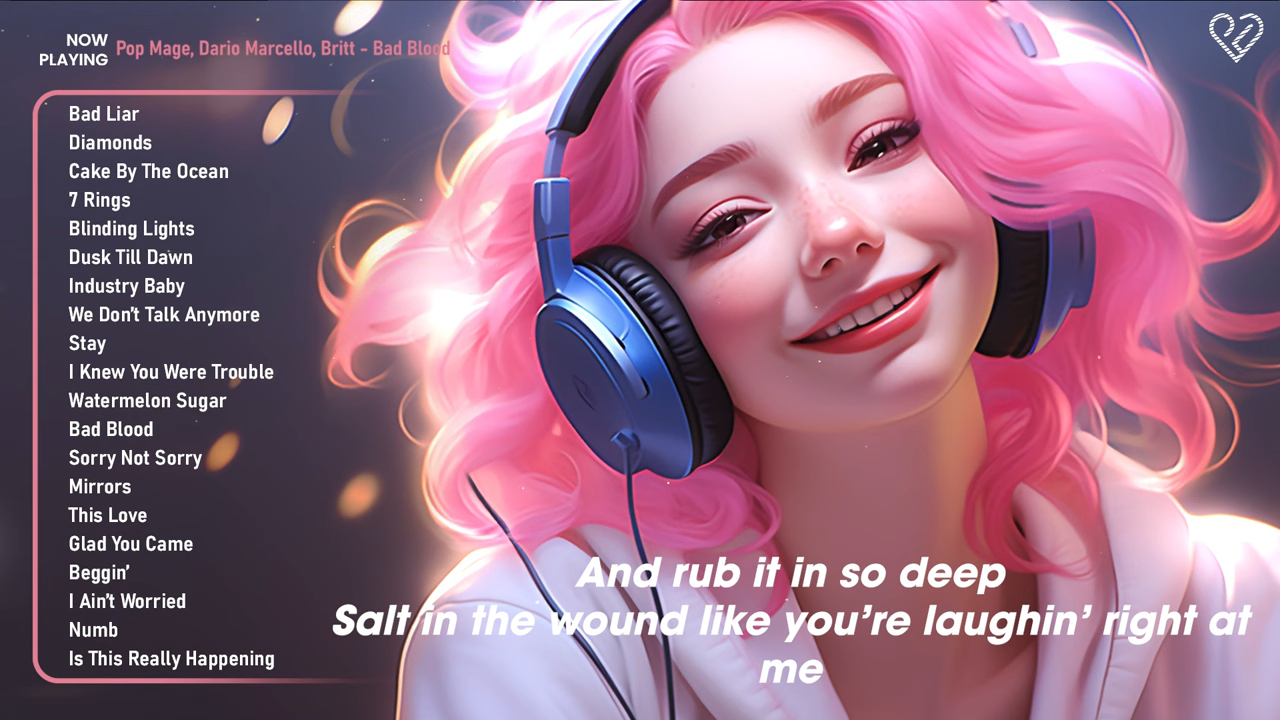 NOW
PLAYING
Pop Mage, Dario Marcello, Britt - Bad Blood
Bad Liar
Diamonds
Cake By The Ocean
7 Rings
Blinding Lights
Dusk Till Dawn
Industry Baby
We Don’t Talk Anymore
Stay
I Knew You Were Trouble
Watermelon Sugar
Bad Blood
Sorry Not Sorry
Mirrors
This Love
Glad You Came
Beggin’
I Ain’t Worried
Numb
Is This Really Happening
And rub it in so deep
Salt in the wound like you’re laughin’ right at
me